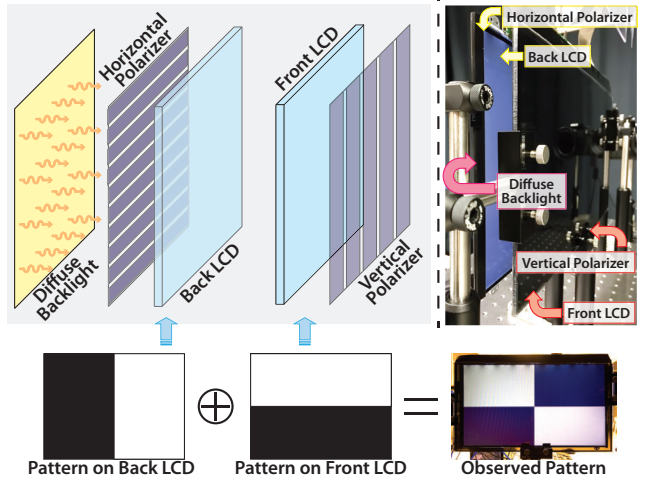 Horizontal
Polarizer
Front LCD
Diffuse
Backlight
Back LCD
Vertical
Polarizer
Horizontal Polarizer
Back LCD
Diffuse
Backlight
Vertical Polarizer
Front LCD
Pattern on Back LCD
Pattern on Front LCD
Observed Pattern